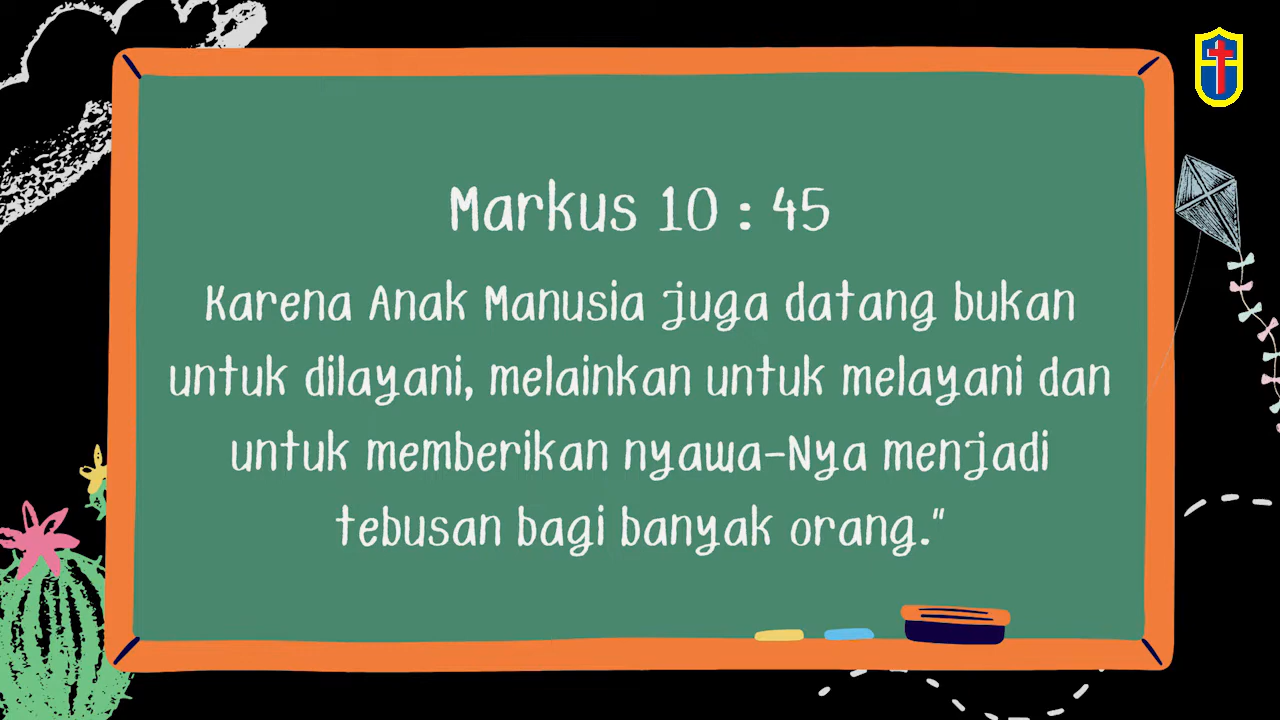 Markus 10 : 45
Karena Anak Manusia juga datang bukan
untuk dilayani, melainkan untuk melayani dan
untuk memberikan nyawa-Nya menjadi
tebusan bagi banyak orang."